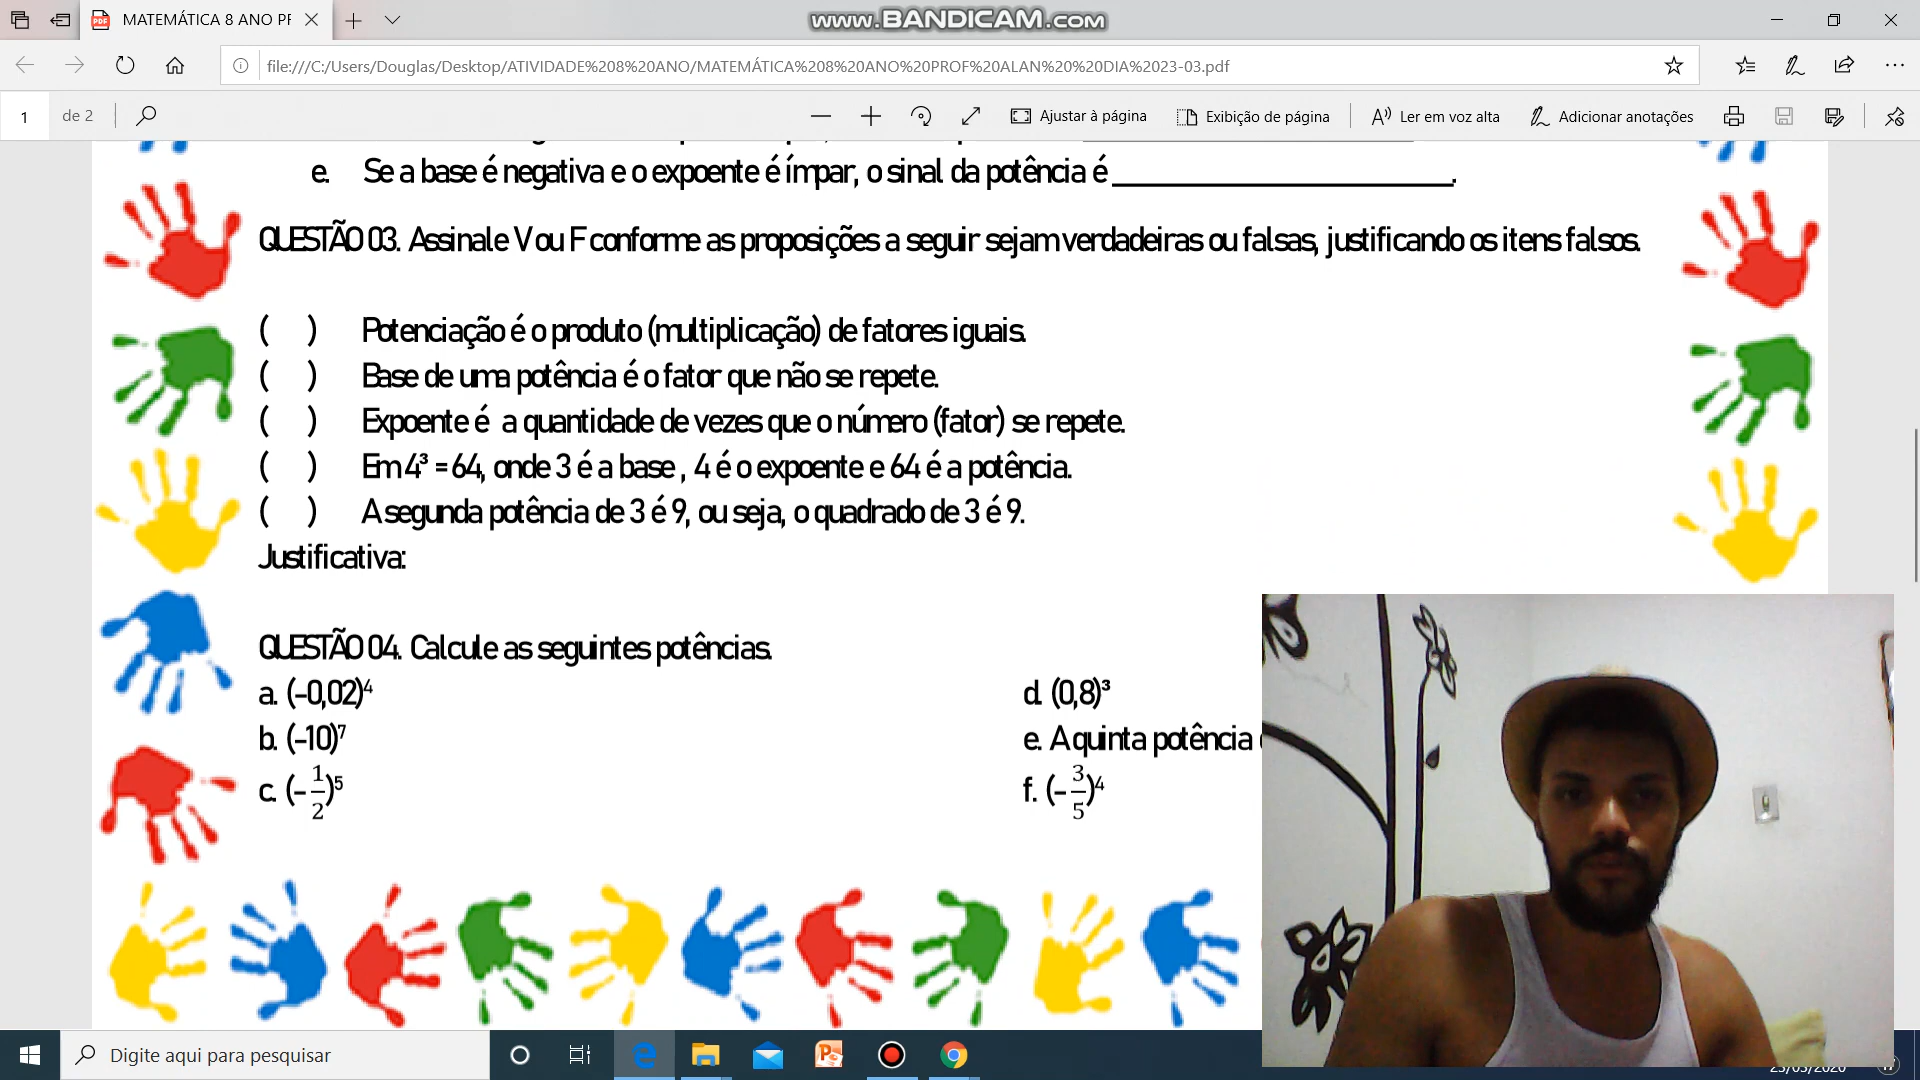 MATEMÁTICA 8 ANO PR
www.BANDICAM.com
file:///C:/Users/Douglas/Desktop/ATIVIDADE%208%20ANO/MATEMÁTICA%208%20ANO%20PROF%20ALAN%20%20DIA%2023-03.pdf
1 de 2
Ajustar à página
Exibição de página
Ler em voz alta
Adicionar anotações
e. Se a base é negativa e o expoente é ímpar, o sinal da potência é ______________________.
QUESTÃO 03. Assinale V ou F conforme as proposições a seguir sejam verdadeiras ou falsas, justificando os itens falsos.
( ) Potenciação é o produto (multiplicação) de fatores iguais.
( ) Base de uma potência é o fator que não se repete.
( ) Expoente é a quantidade de vezes que o número (fator) se repete.
( ) Em 4³ = 64, onde 3 é a base , 4 é o expoente e 64 é a potência.
( ) A segunda potência de 3 é 9, ou seja, o quadrado de 3 é 9.
Justificativa:
QUESTÃO 04. Calcule as seguintes potências.
a. (-0,02)⁴
d. (0,8)³
b. (-10)⁷
e. A quinta potência
c. (-1/2)⁵
f. (-3/5)⁴
Digite aqui para pesquisar